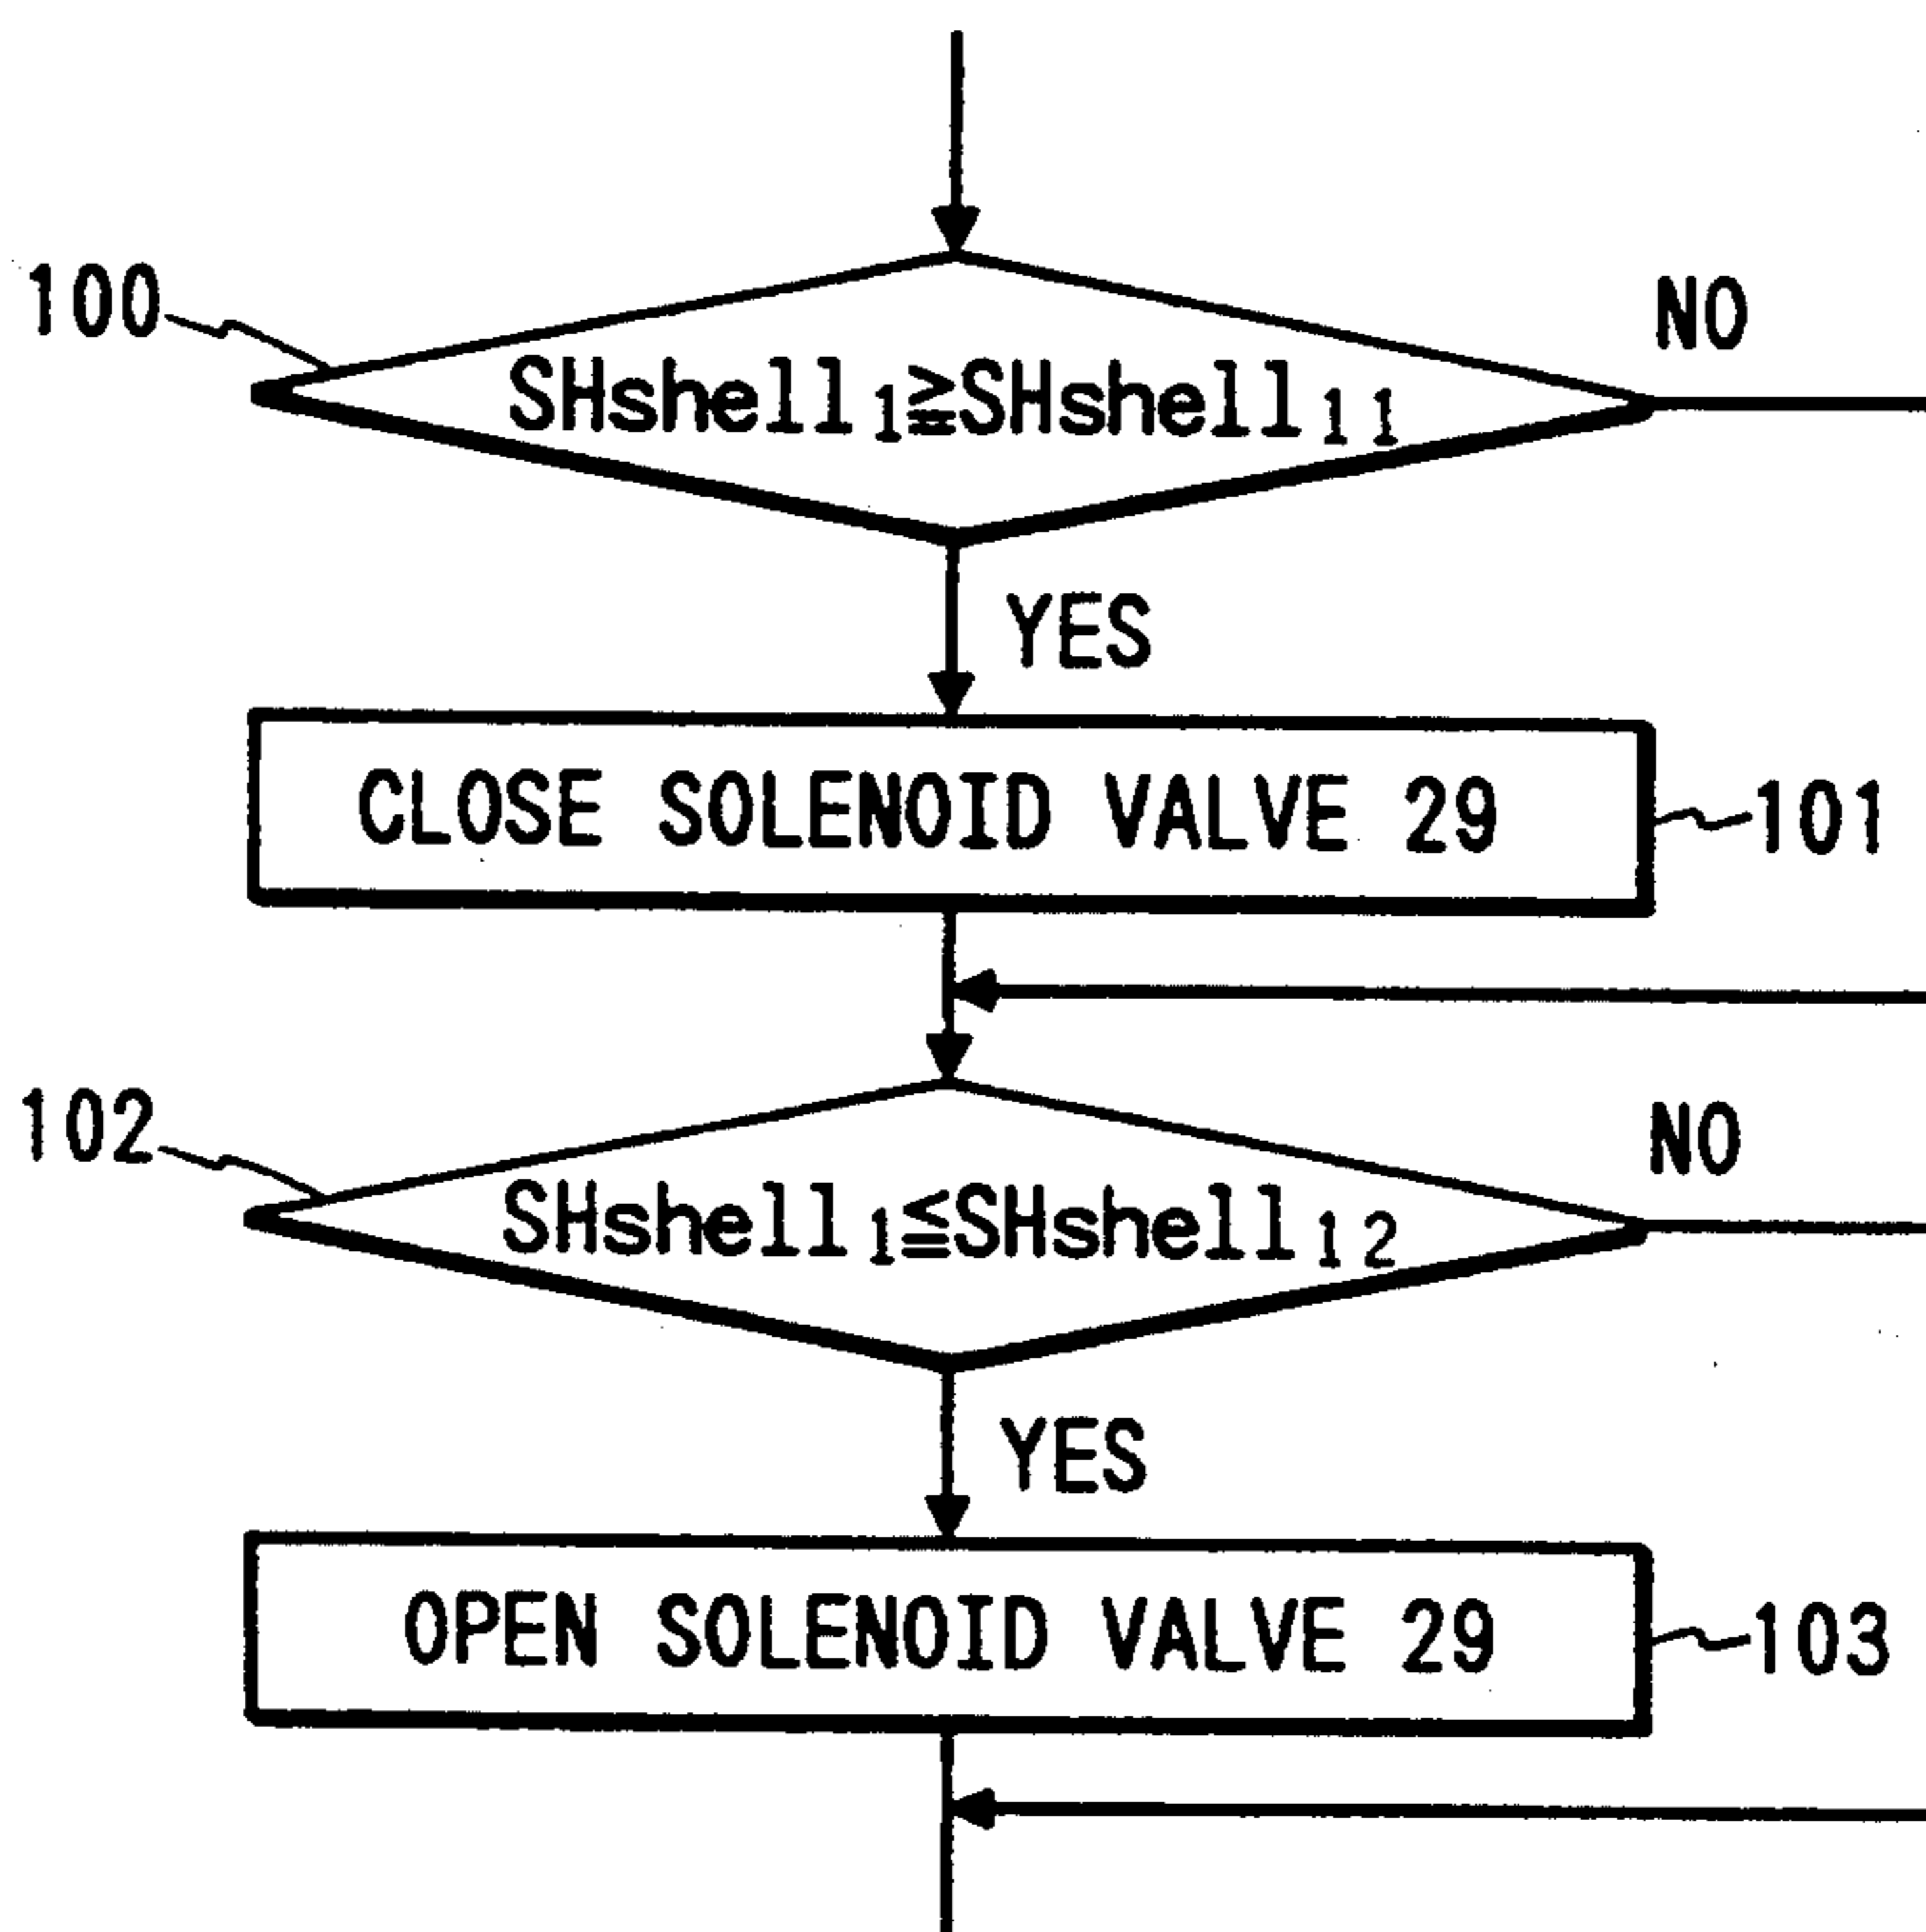 100
NO
SHshell₁≧SHshell₁₁
YES
CLOSE SOLENOID VALVE 29
101
102
NO
SHshell₁≦SHshell₁₂
YES
OPEN SOLENOID VALVE 29
103